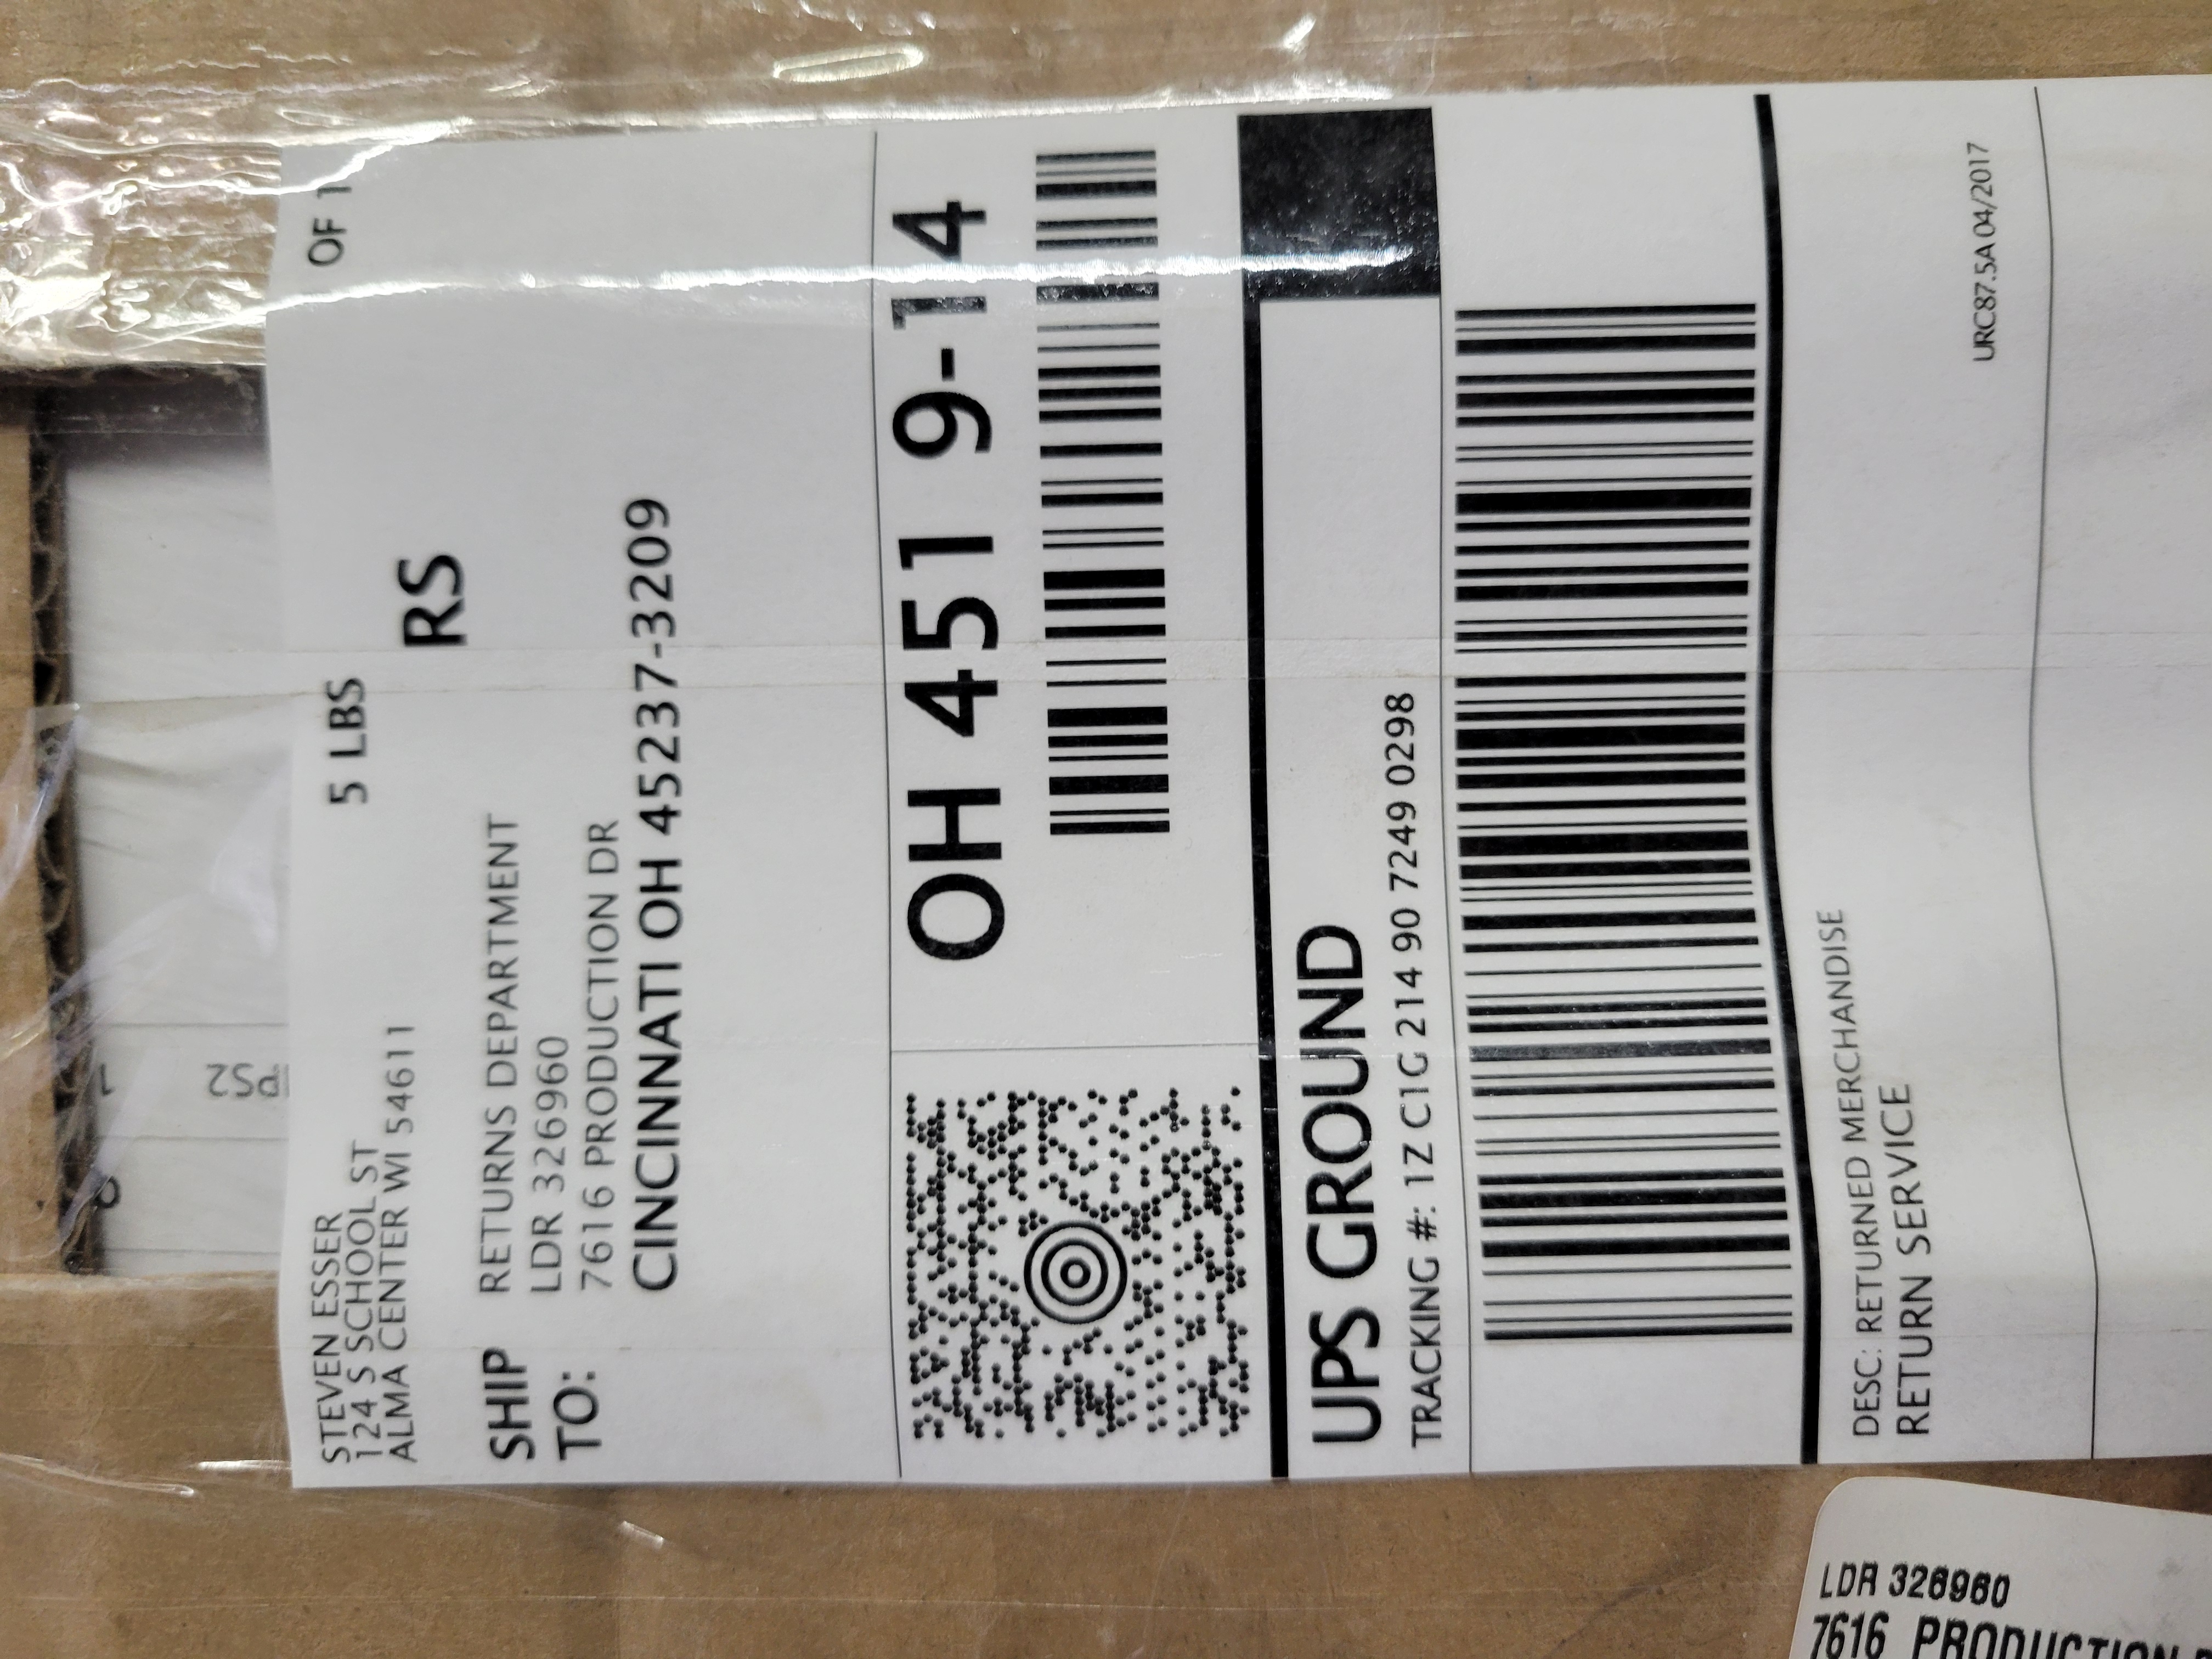 STEVEN ESSER
124 S SCHOOL ST
ALMA CENTER WI 54611
5 LBS
OF 1
RS
SHIP
TO:
RETURNS DEPARTMENT
LDR 326960
7616 PRODUCTION DR
CINCINNATI OH 45237-3209
OH 451 9-14
UPS GROUND
TRACKING #: 1Z C1G 214 90 7249 0298
DESC: RETURNED MERCHANDISE
RETURN SERVICE
URC87.5A 04/2017
LDR 326960
7616 PRODUCTION
PS2